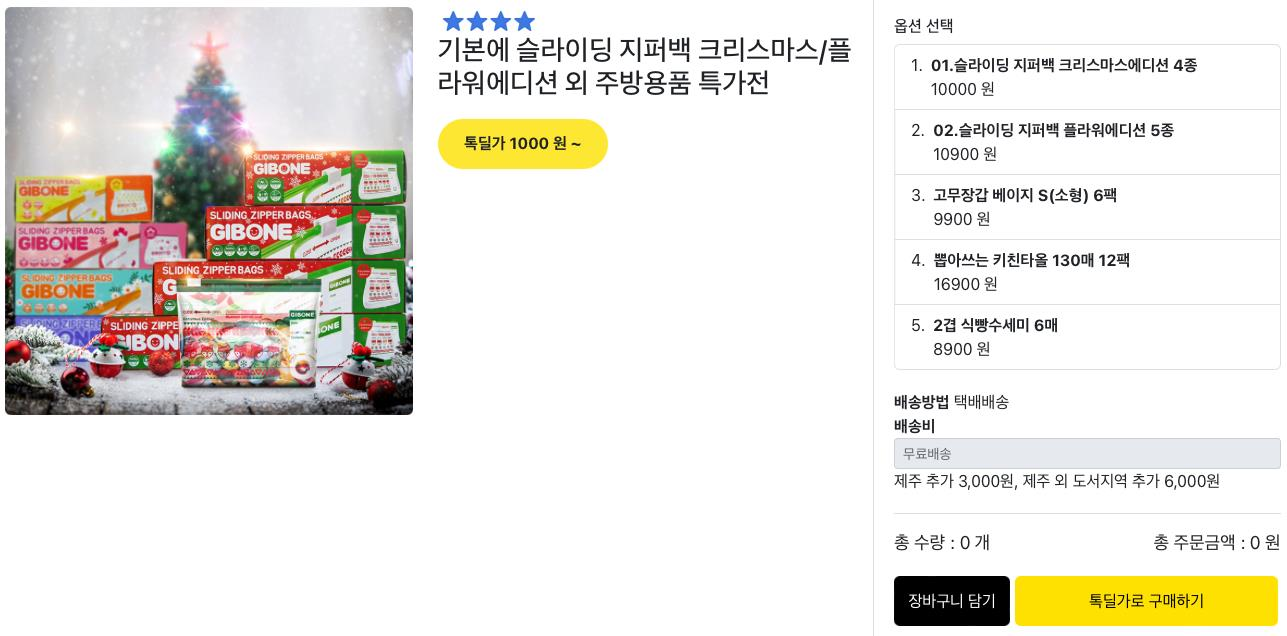 SLIDING ZIPPER BAGS
GIBONE
SLIDING ZIPPER BAGS
GIBONE
SLIDING ZIPPER BAGS
GIBONE
SLIDING ZIPPER BAGS
GIBONE
SLIDING ZIPPER BAGS
SLIDING ZIPPER BAGS
GIBONE
GIBONE
기본에 슬라이딩 지퍼백 크리스마스/플
라워에디션 외 주방용품 특가전
톡딜가 1000 원 ~
옵션 선택
1. 01.슬라이딩 지퍼백 크리스마스에디션 4종
10000 원
2. 02.슬라이딩 지퍼백 플라워에디션 5종
10900 원
3. 고무장갑 베이지 S(소형) 6팩
9900 원
4. 뽑아쓰는 키친타올 130매 12팩
16900 원
5. 2겹 식빵수세미 6매
8900 원
배송방법 택배배송
배송비
무료배송
제주 추가 3,000원, 제주 외 도서지역 추가 6,000원
총 수량 : 0 개
총 주문금액 : 0 원
장바구니 담기
톡딜가로 구매하기